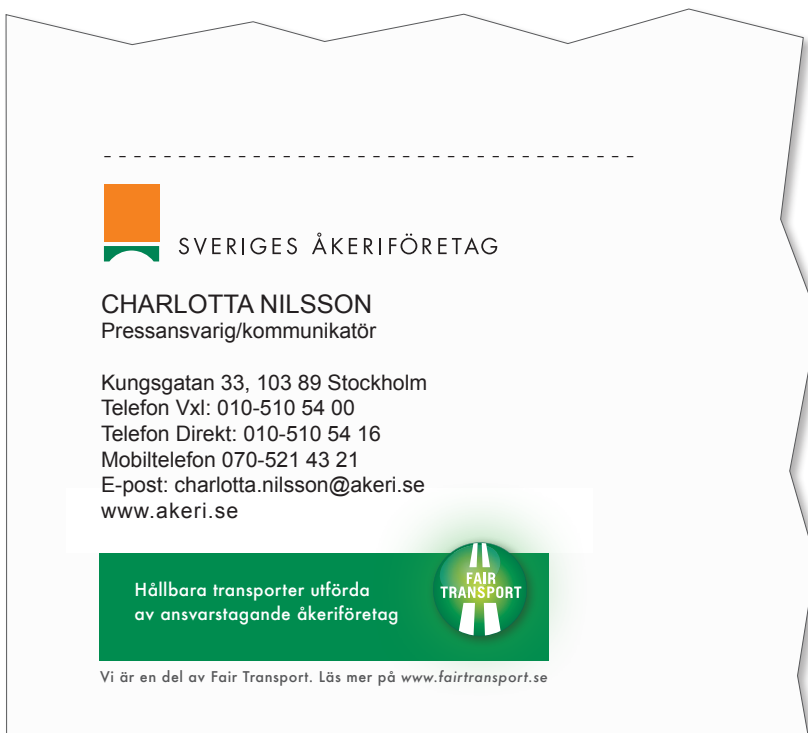 SVERIGES ÅKERIFÖRETAG
CHARLOTTA NILSSON
Pressansvarig/kommunikatör
Kungsgatan 33, 103 89 Stockholm
Telefon Vxl: 010-510 54 00
Telefon Direkt: 010-510 54 16
Mobiltelefon 070-521 43 21
E-post: charlotta.nilsson@akeri.se
www.akeri.se
Hållbara transporter utförda
av ansvarstagande åkeriföretag
FAIR
TRANSPORT
Vi är en del av Fair Transport. Läs mer på www.fairtransport.se